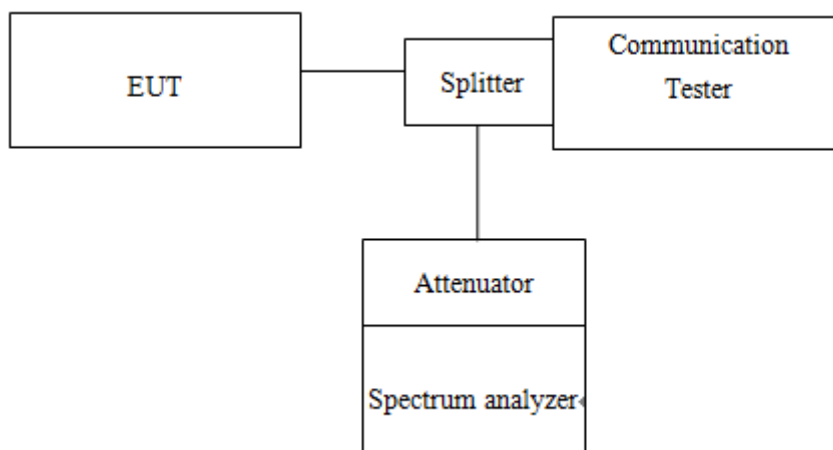 EUT
Splitter
Communication
Tester
Attenuator
Spectrum analyzer